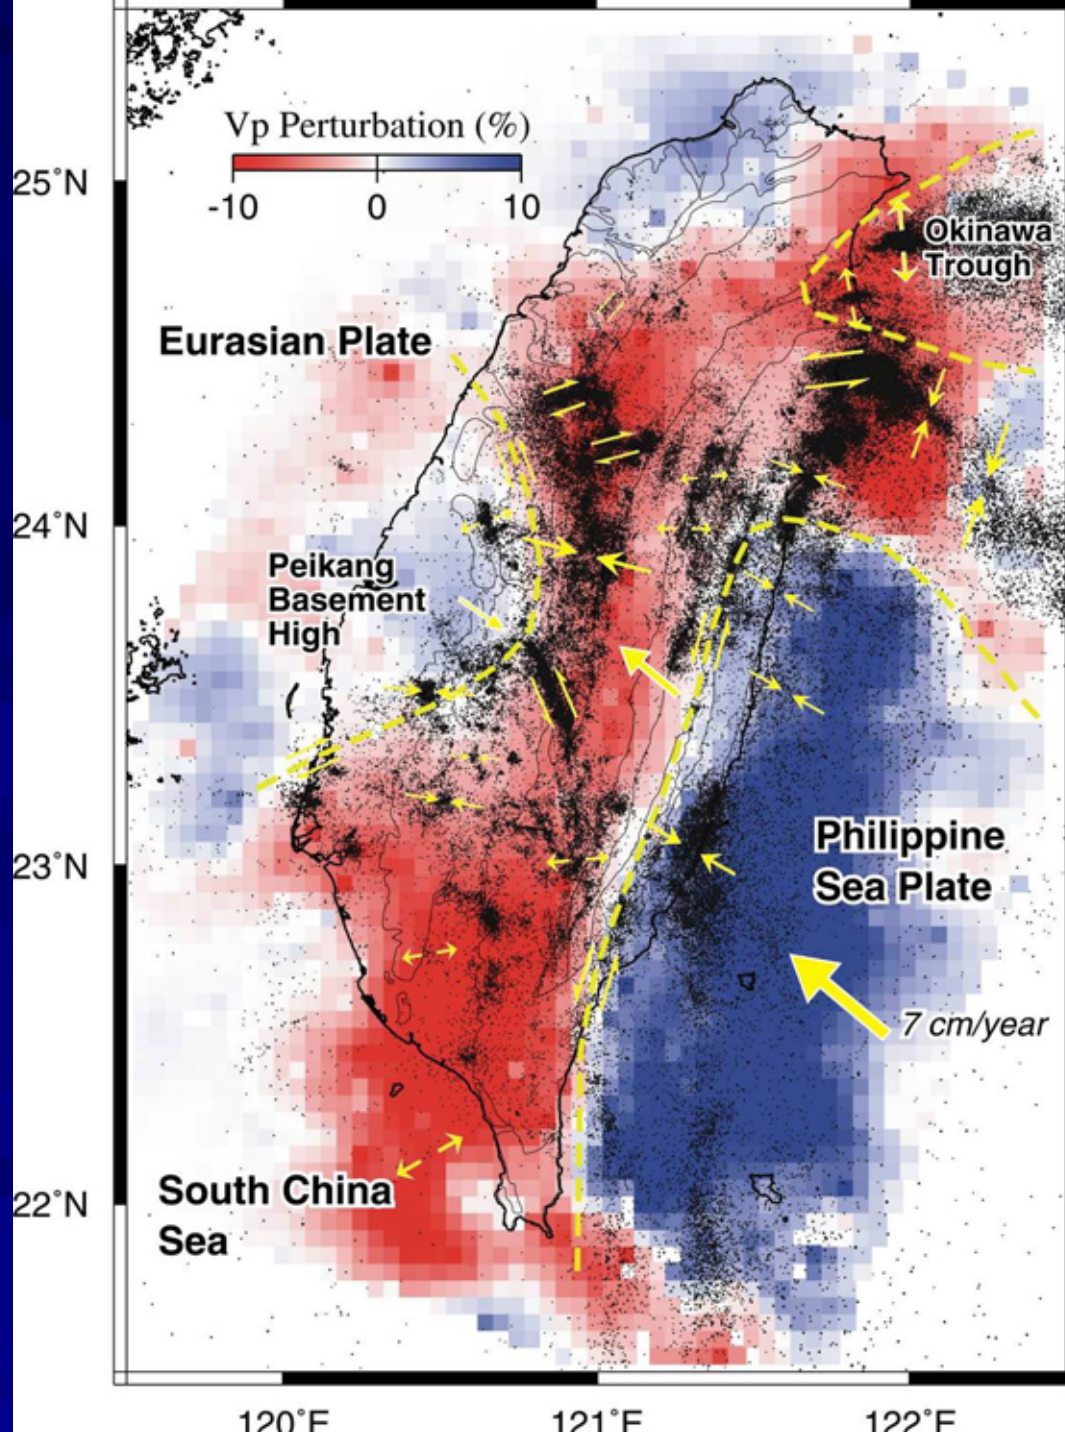 Vp Perturbation (%)
-10 0 10
25˚N
Okinawa
Trough
Eurasian Plate
24˚N
Peikang
Basement
High
Philippine
Sea Plate
23˚N
7 cm/year
South China
Sea
22˚N
120˚E 121˚E 122˚E